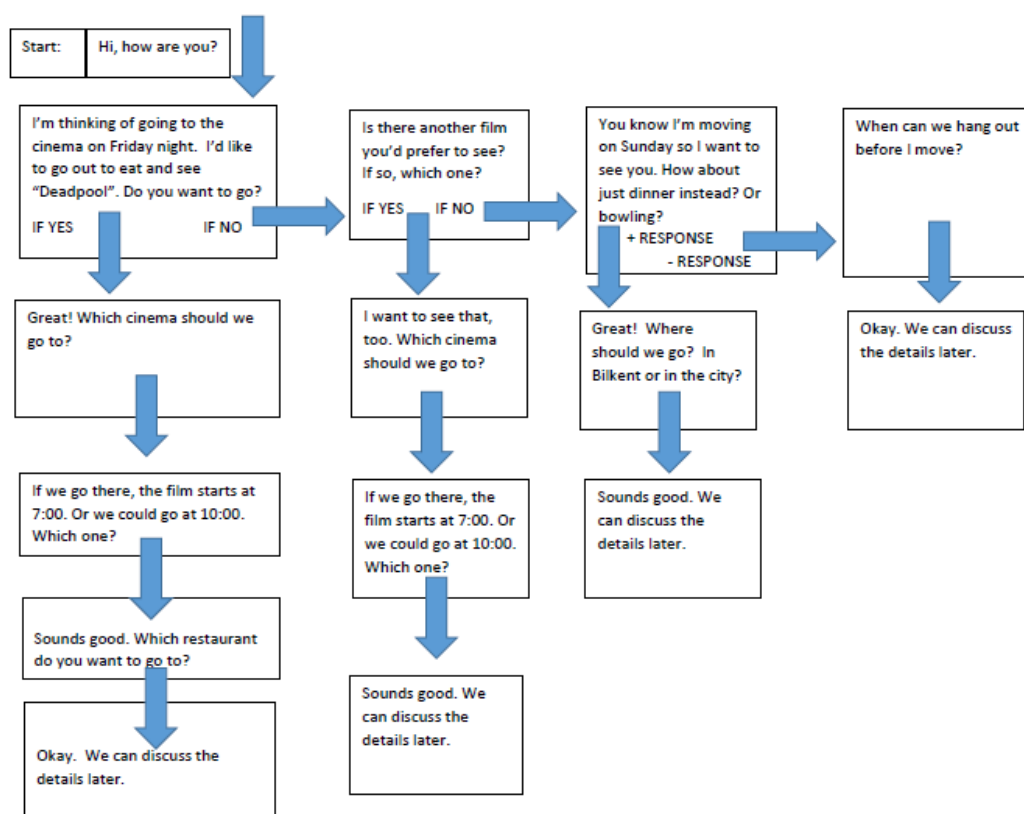 Start:
Hi, how are you?
I'm thinking of going to the
cinema on Friday night. I'd like
to go out to eat and see
"Deadpool". Do you want to go?
IF YES
IF NO
Is there another film
you'd prefer to see?
If so, which one?
IF YES
IF NO
You know I'm moving
on Sunday so I want to
see you. How about
just dinner instead? Or
bowling?
+ RESPONSE
- RESPONSE
When can we hang out
before I move?
Great! Which cinema should we
go to?
I want to see that,
too. Which cinema
should we go to?
Great! Where
should we go? In
Bilkent or in the city?
Okay. We can discuss
the details later.
If we go there, the film starts at
7:00. Or we could go at 10:00.
Which one?
If we go there, the
film starts at 7:00. Or
we could go at 10:00.
Which one?
Sounds good. We
can discuss the
details later.
Sounds good. Which restaurant
do you want to go to?
Sounds good. We
can discuss the
details later.
Okay. We can discuss the
details later.